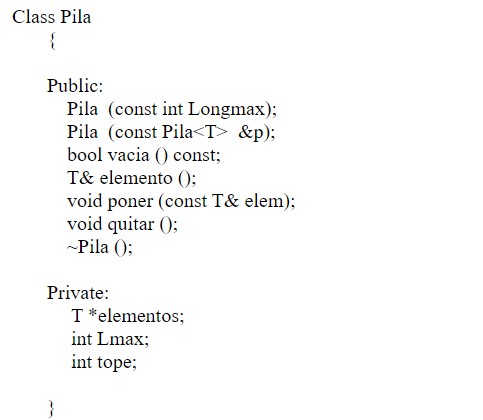 Class Pila
{
Public:
Pila (const int Longmax);
Pila (const Pila<T> &p);
bool vacia () const;
T& elemento ();
void poner (const T& elem);
void quitar ();
~Pila ();
Private:
T *elementos;
int Lmax;
int tope;
}